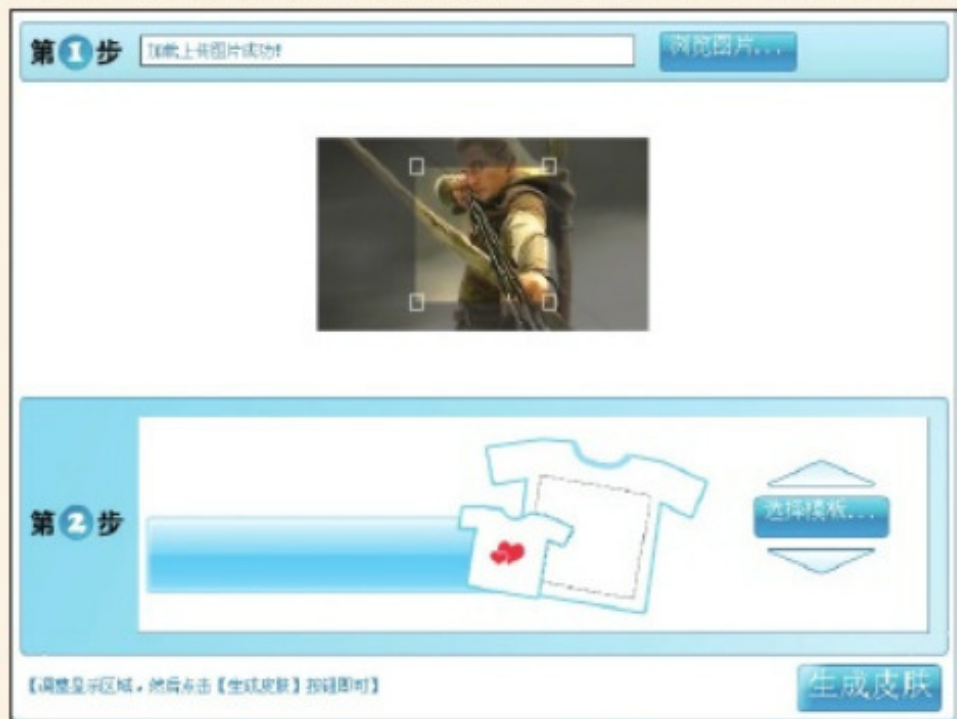 第1步
加载上传图片成功!
浏览图片...
第2步
选择模板...
【调整显示区域，然后点击【生成皮肤】按钮即可】
生成皮肤